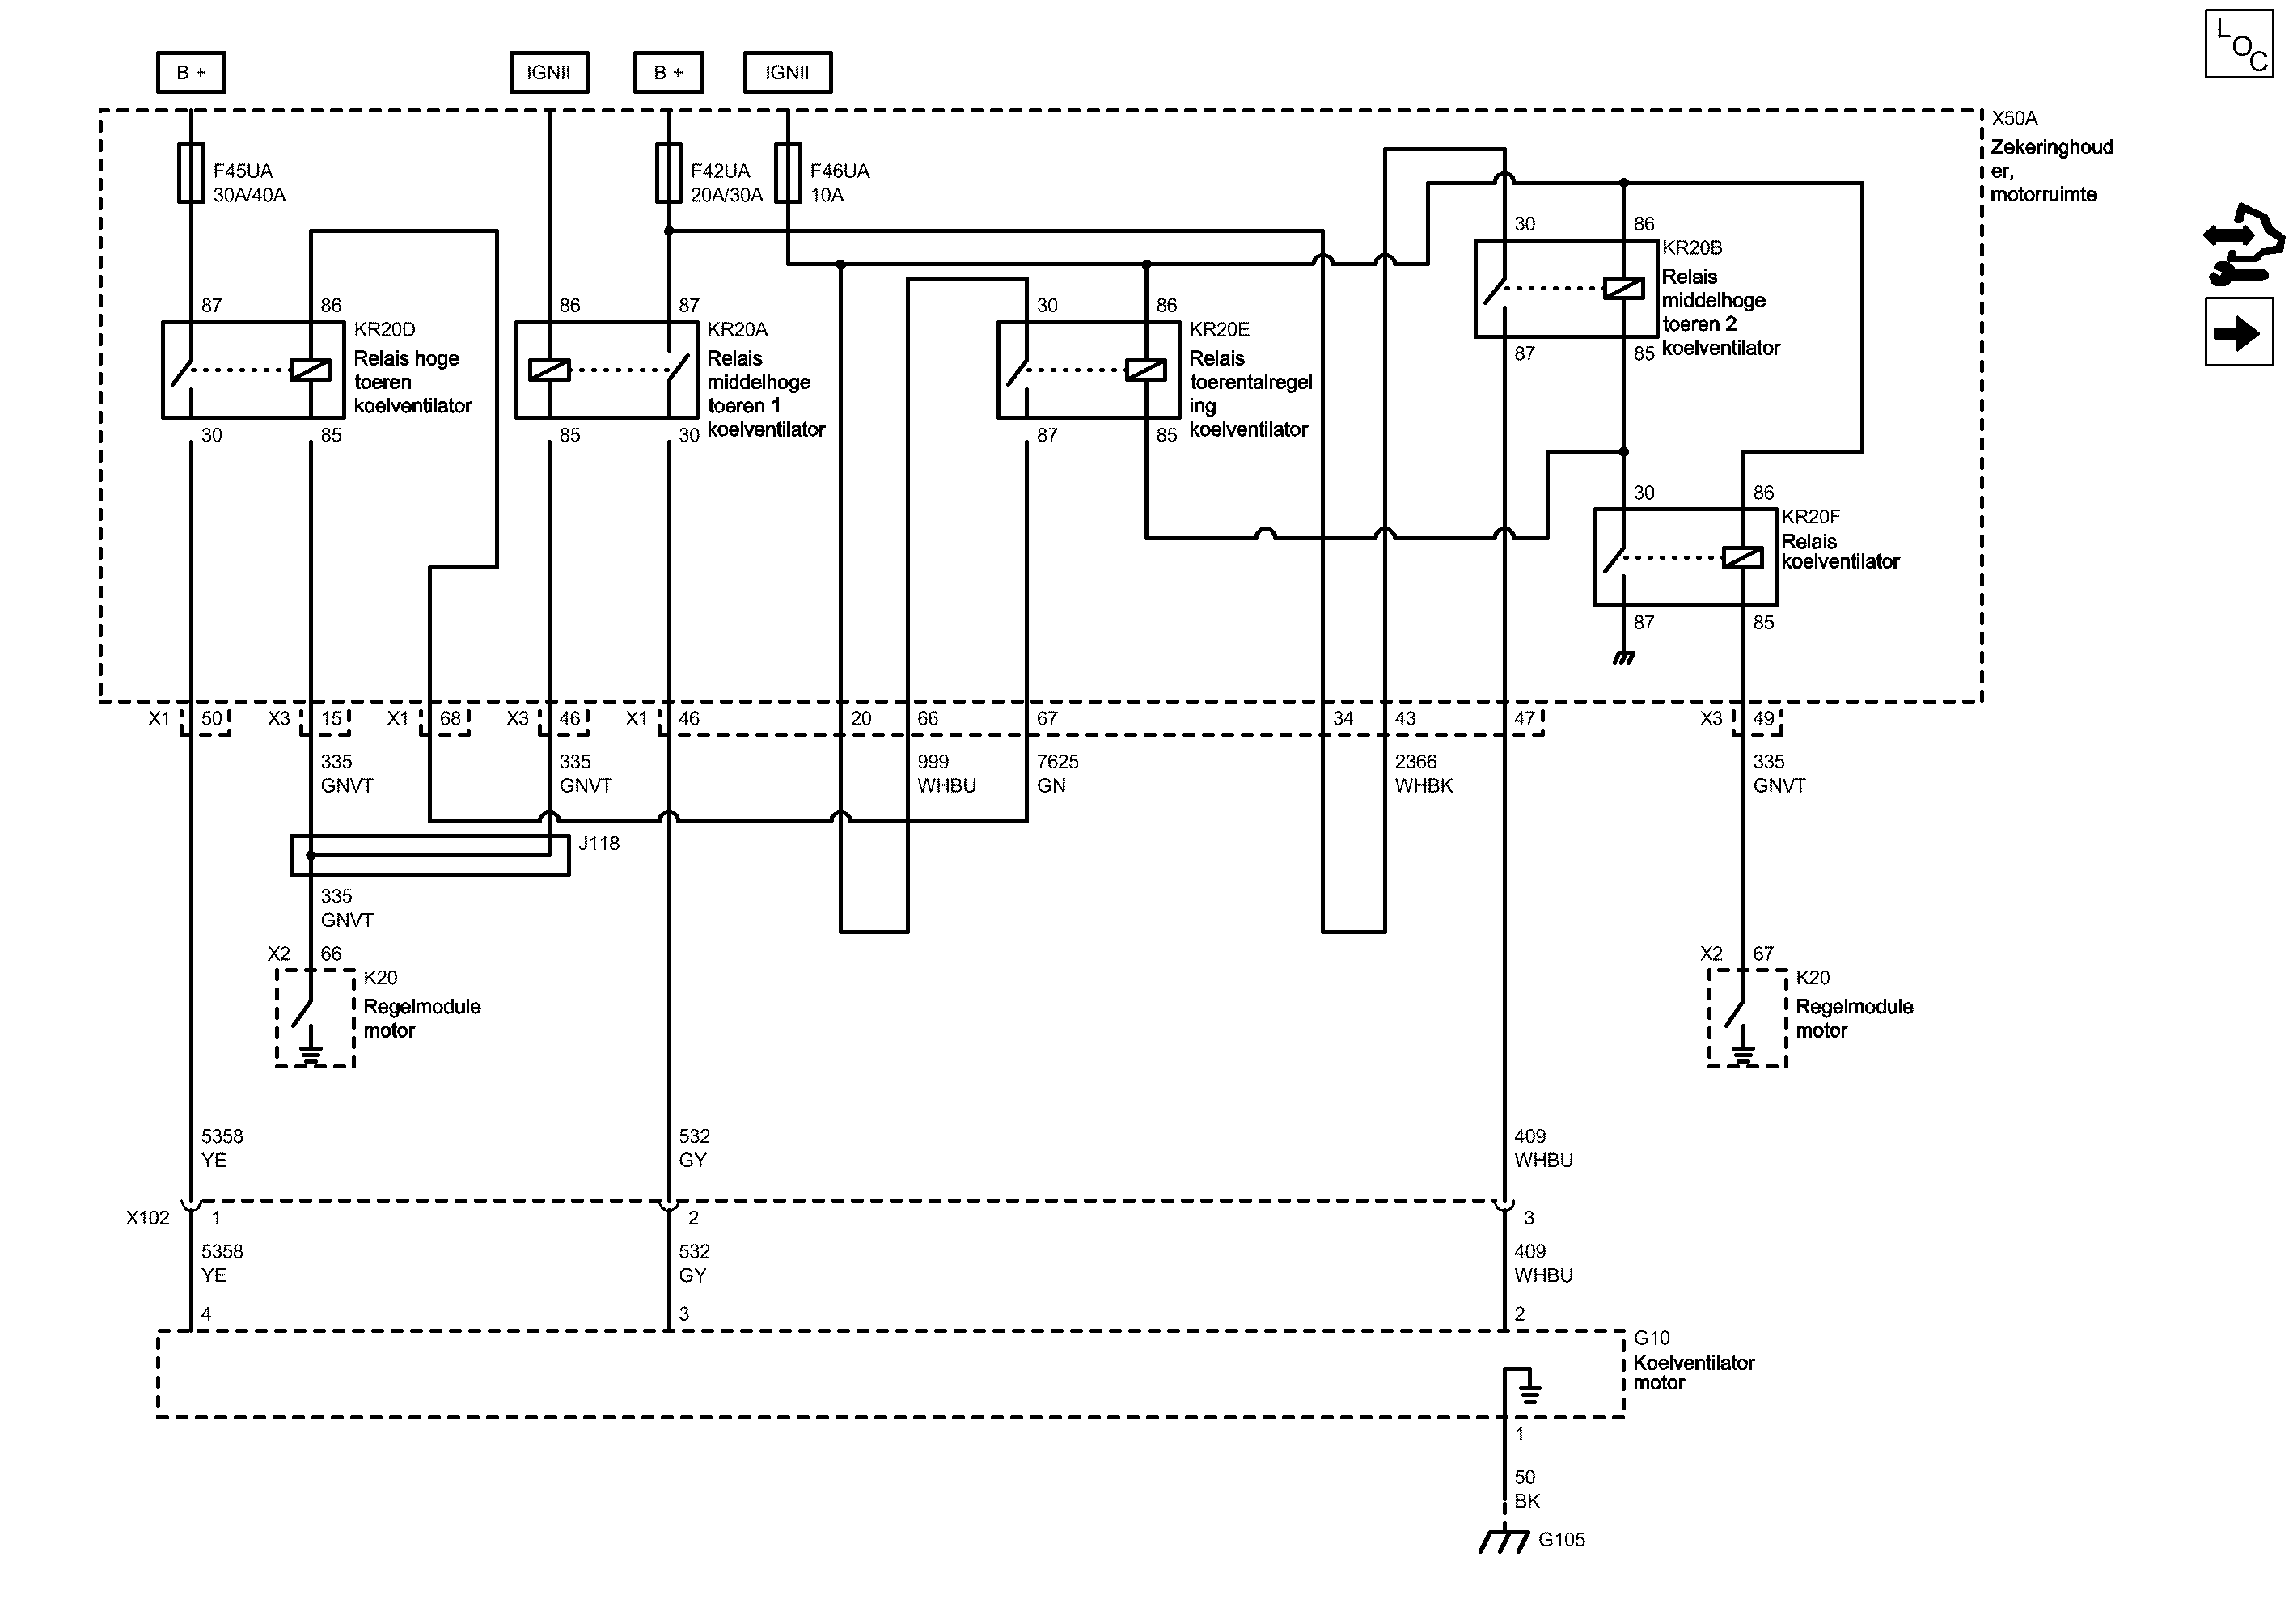 L
O
C
B +
IGNII
B +
IGNII
X50A
Zekeringhoud
er,
motorruimte
F45UA
30A/40A
F42UA
20A/30A
F46UA
10A
30
86
KR20B
Relais
middelhoge
toeren 2
koelventilator
87
85
87
86
KR20D
Relais hoge
toeren
koelventilator
30
85
86
87
KR20A
Relais
middelhoge
toeren 1
koelventilator
85
30
30
86
KR20E
Relais
toerentalregel
ing
koelventilator
87
85
30
86
KR20F
Relais
koelventilator
87
85
X1
50
X3
15
X1
68
X3
46
X1
46
20
66
67
34
43
47
X3
49
335
GNVT
335
GNVT
999
WHBU
7625
GN
2366
WHBK
335
GNVT
J118
335
GNVT
X2
66
K20
Regelmodule
motor
X2
67
K20
Regelmodule
motor
5358
YE
532
GY
409
WHBU
X102
1
2
3
5358
YE
532
GY
409
WHBU
4
3
2
G10
Koelventilator
motor
1
50
BK
G105